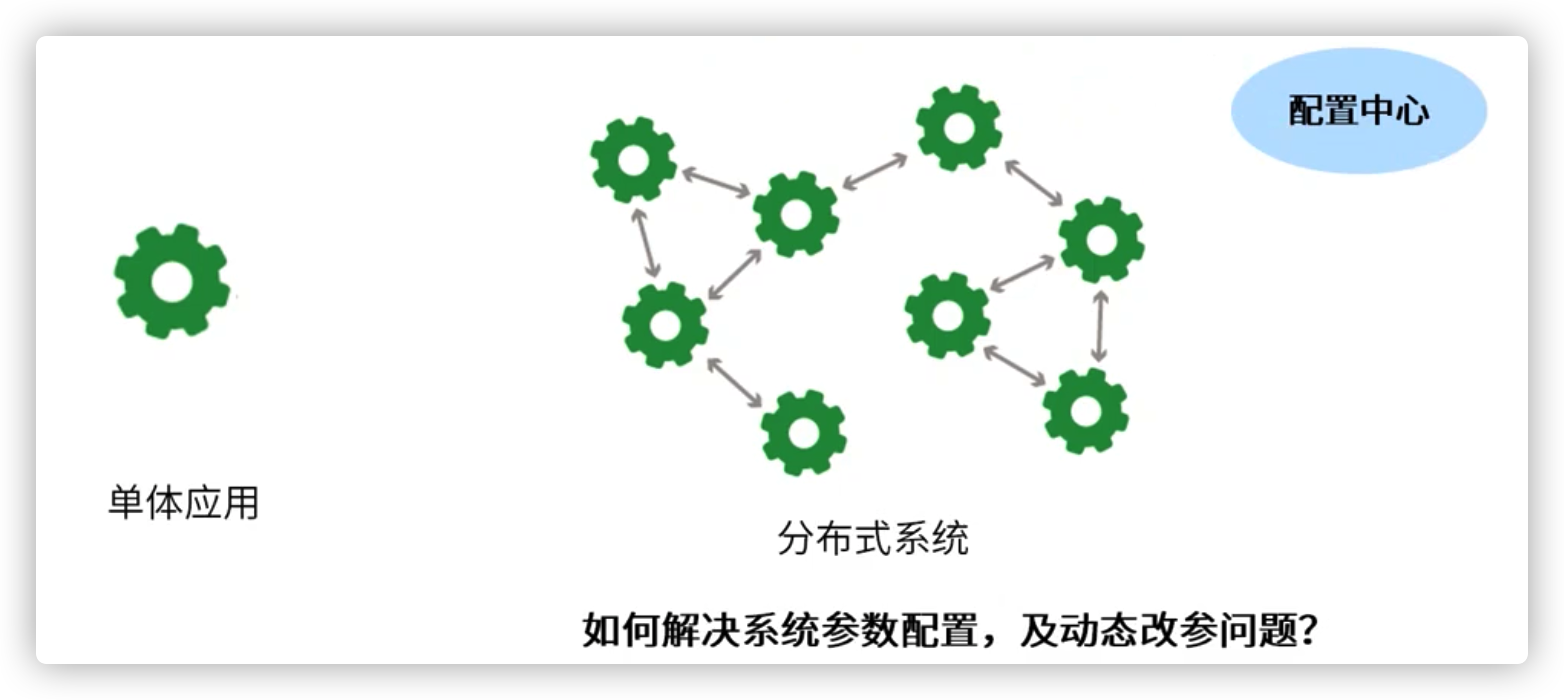 配置中心
单体应用
分布式系统
如何解决系统参数配置，及动态改参问题？